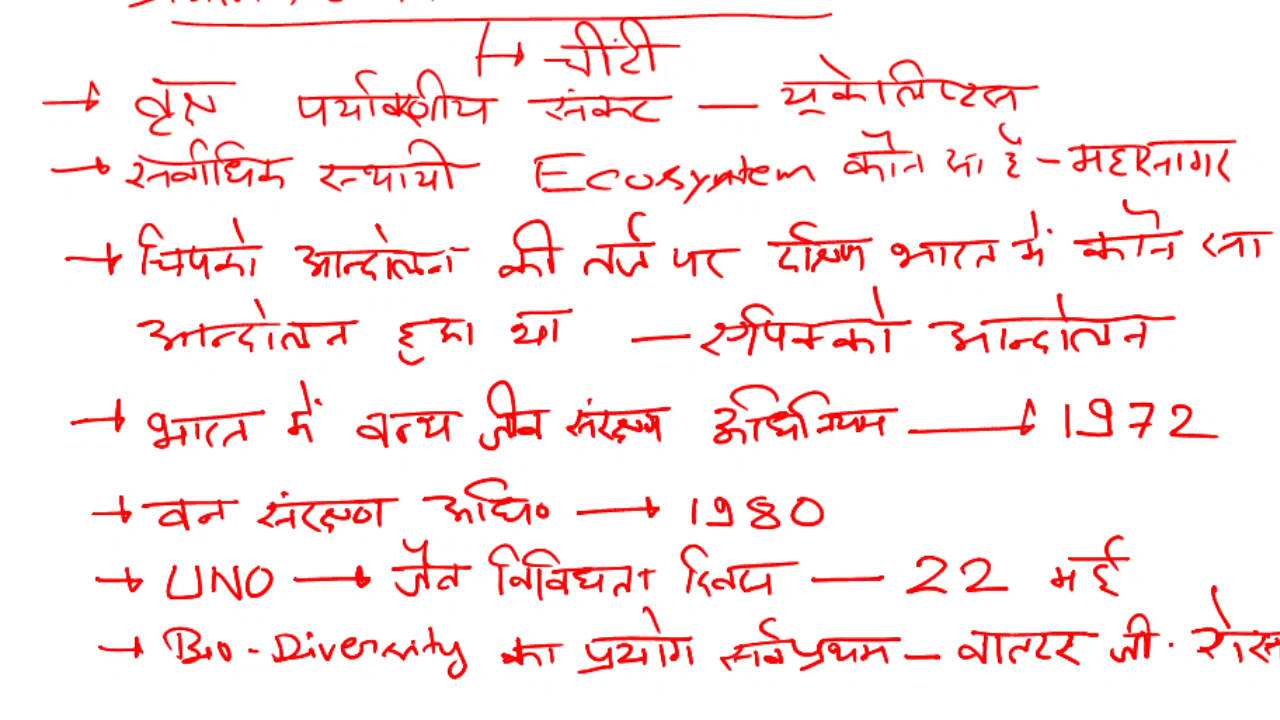 ↳ चींटी
→ वृक्ष पर्यावरणीय संकट — यूकेलिप्टस
→ सर्वाधिक स्थायी Ecosystem कौन सा है - महासागर
→ चिपको आन्दोलन की तर्ज पर दक्षिण भारत में कौन सा
आन्दोलन हुआ था — एपिक्को आन्दोलन
→ भारत में वन्य जीव संरक्षण अधिनियम → 1972
→ वन संरक्षण अधि० → 1980
→ UNO → जैव विविधता दिवस — 22 मई
→ Bio-Diversity का प्रयोग सर्वप्रथम — वाल्टर जी. रोस